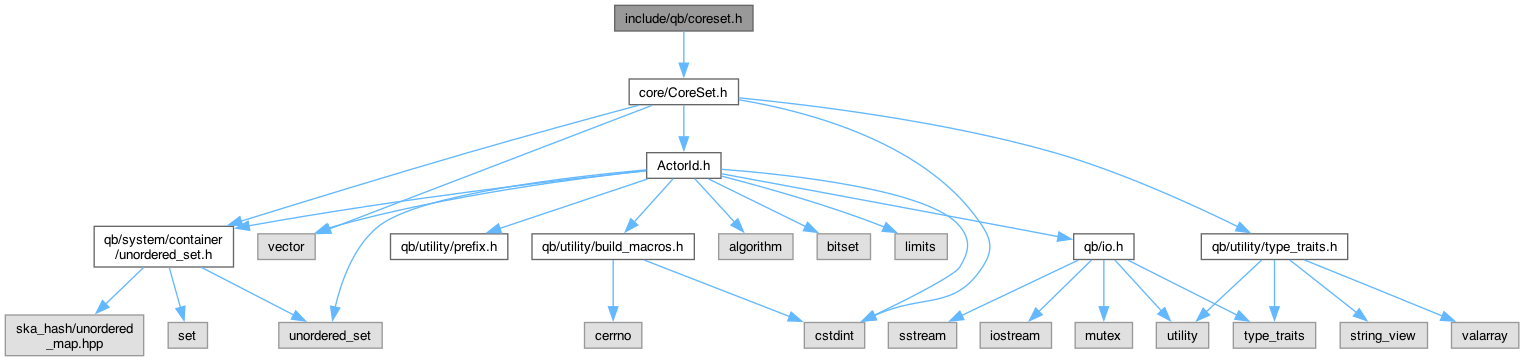 include/qb/coreset.h
core/CoreSet.h
ActorId.h
qb/system/container
/unordered_set.h
vector
qb/utility/prefix.h
qb/utility/build_macros.h
algorithm
bitset
limits
qb/io.h
qb/utility/type_traits.h
ska_hash/unordered
_map.hpp
set
unordered_set
cerrno
cstdint
sstream
iostream
mutex
utility
type_traits
string_view
valarray